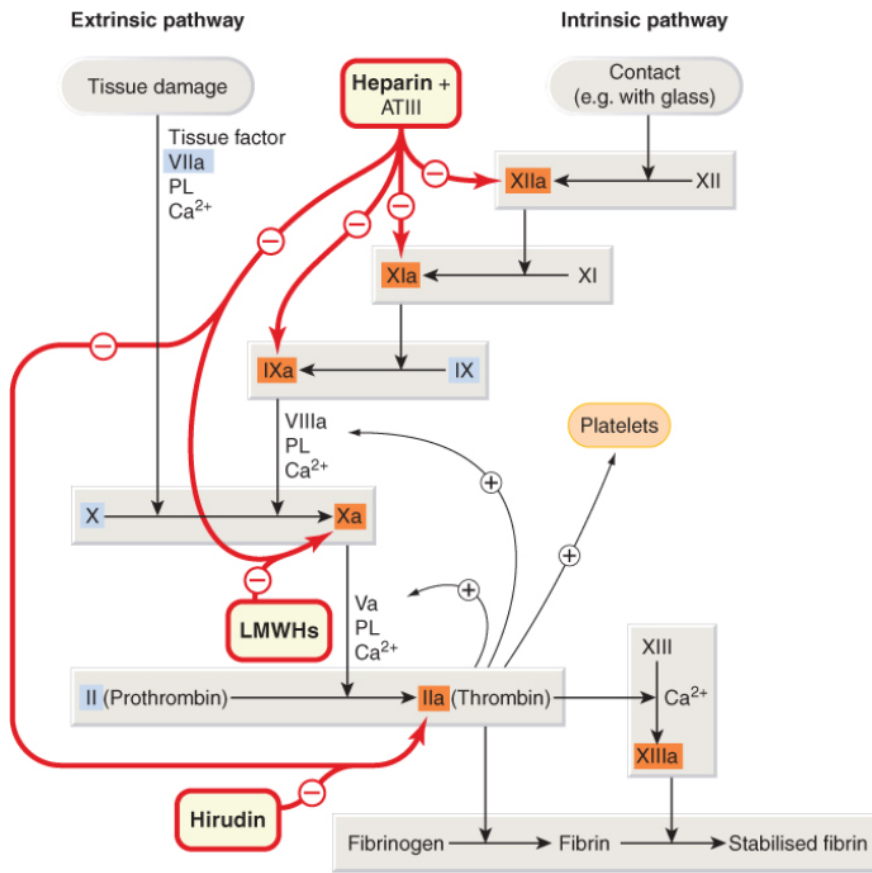 Extrinsic pathway
Intrinsic pathway
Tissue damage
Heparin +
ATIII
Contact
(e.g. with glass)
Tissue factor
VIIa
PL
Ca²⁺
−
−
−
−
−
XIIa
XII
XIa
XI
IXa
IX
VIIIa
PL
Ca²⁺
Platelets
+
+
+
X
Xa
−
LMWHs
Va
PL
Ca²⁺
II (Prothrombin)
IIa (Thrombin)
XIII
Ca²⁺
XIIIa
−
Hirudin
Fibrinogen
Fibrin
Stabilised fibrin